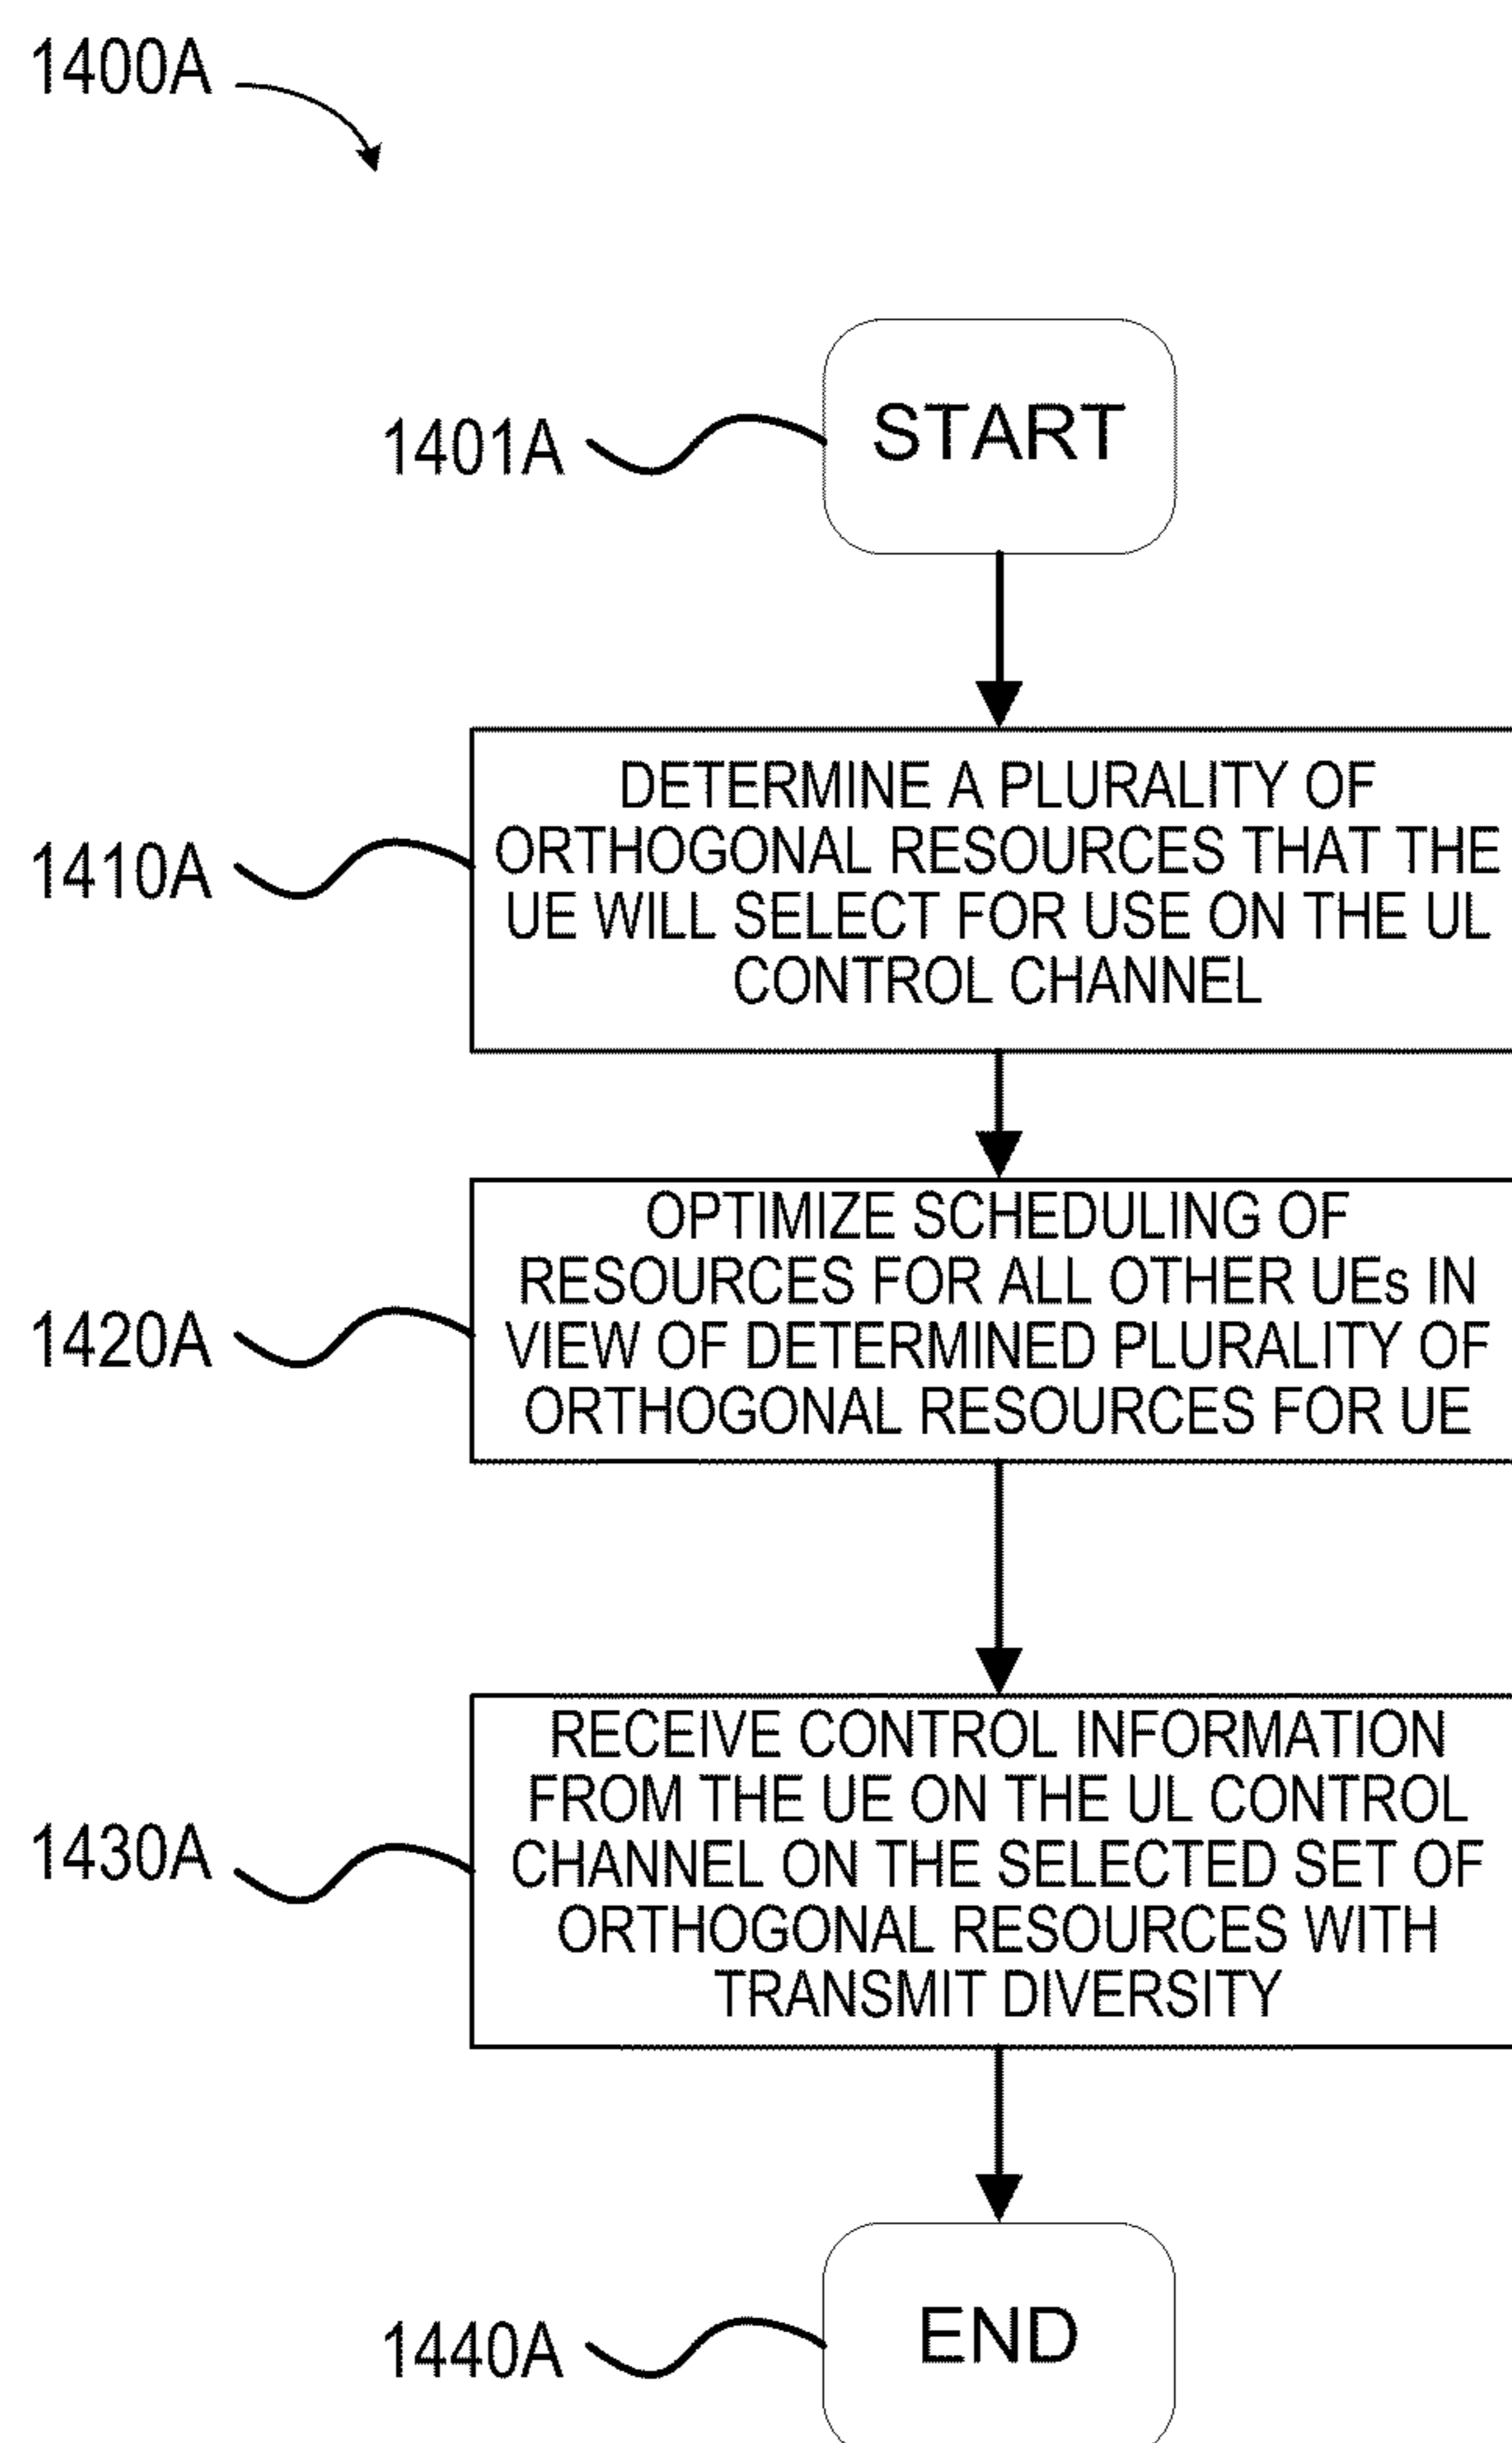 1400A
1401A
START
1410A
DETERMINE A PLURALITY OF
ORTHOGONAL RESOURCES THAT THE
UE WILL SELECT FOR USE ON THE UL
CONTROL CHANNEL
1420A
OPTIMIZE SCHEDULING OF
RESOURCES FOR ALL OTHER UEs IN
VIEW OF DETERMINED PLURALITY OF
ORTHOGONAL RESOURCES FOR UE
1430A
RECEIVE CONTROL INFORMATION
FROM THE UE ON THE UL CONTROL
CHANNEL ON THE SELECTED SET OF
ORTHOGONAL RESOURCES WITH
TRANSMIT DIVERSITY
1440A
END